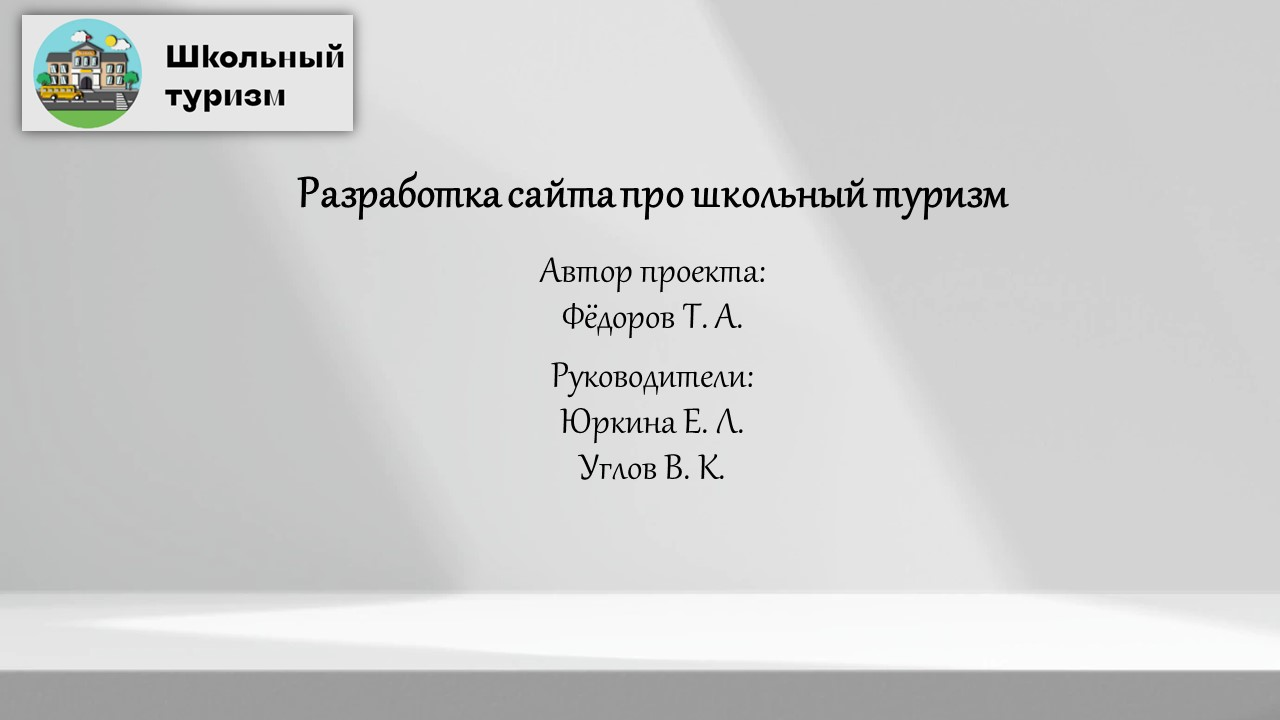 Школьный
туризм
Разработка сайта про школьный туризм
Автор проекта:
Фёдоров Т. А.
Руководители:
Юркина Е. Л.
Углов В. К.